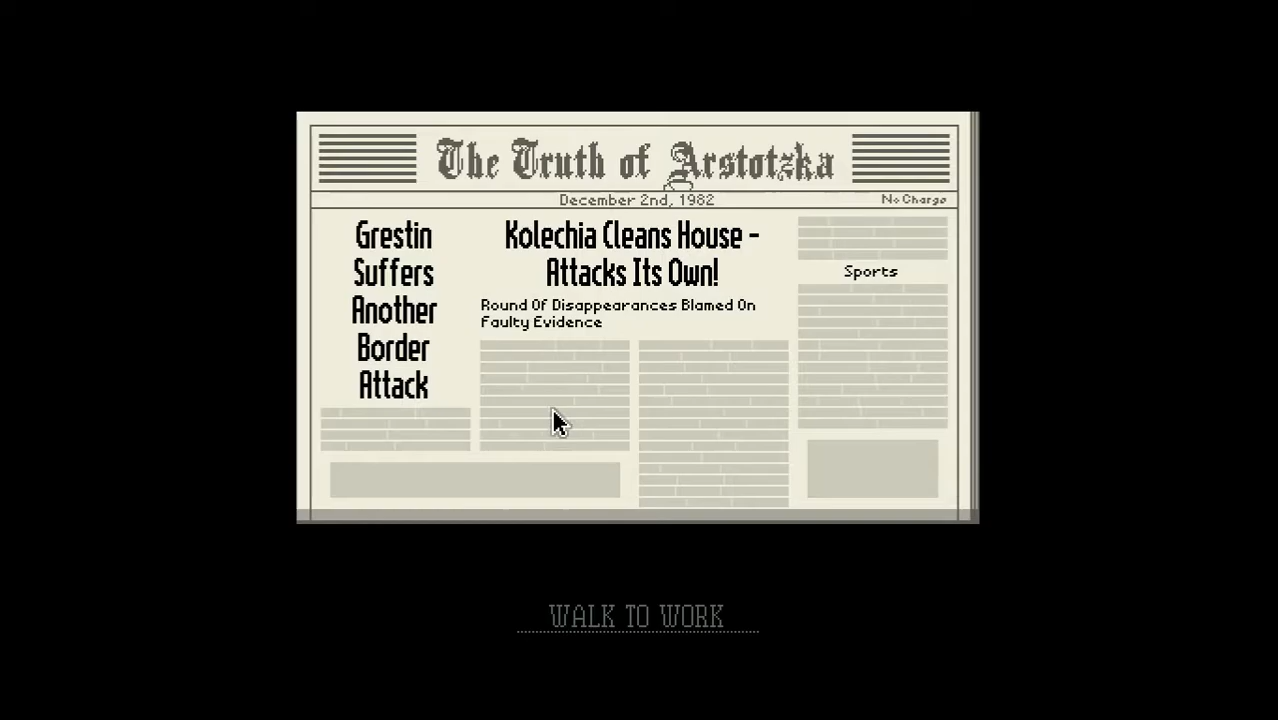 The Truth of Arstotzka
December 2nd, 1982
No Charge
Grestin
Suffers
Another
Border
Attack
Kolechia Cleans House -
Attacks Its Own!
Round Of Disappearances Blamed On
Faulty Evidence
Sports
WALK TO WORK